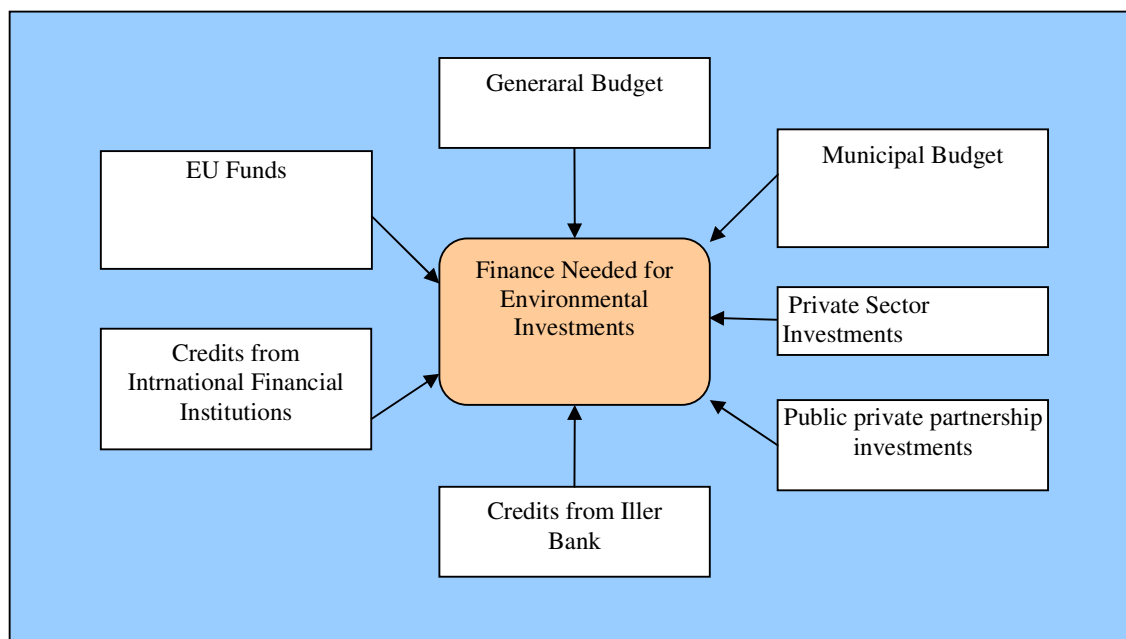 Generaral Budget
EU Funds
Municipal Budget
Finance Needed for
Environmental
Investments
Private Sector
Investments
Credits from
Intrnational Financial
Institutions
Public private partnership
investments
Credits from Iller
Bank